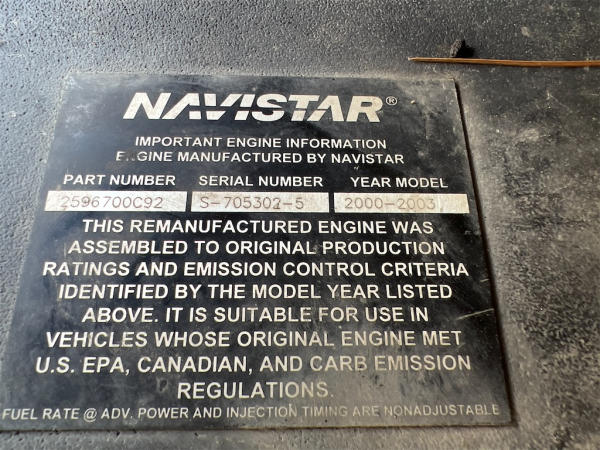 NAVISTAR®
IMPORTANT ENGINE INFORMATION
ENGINE MANUFACTURED BY NAVISTAR
PART NUMBER SERIAL NUMBER YEAR MODEL
2596700C92 S-705302-5 2000-2003
THIS REMANUFACTURED ENGINE WAS
ASSEMBLED TO ORIGINAL PRODUCTION
RATINGS AND EMISSION CONTROL CRITERIA
IDENTIFIED BY THE MODEL YEAR LISTED
ABOVE. IT IS SUITABLE FOR USE IN
VEHICLES WHOSE ORIGINAL ENGINE MET
U.S. EPA, CANADIAN, AND CARB EMISSION
REGULATIONS.
FUEL RATE @ ADV. POWER AND INJECTION TIMING ARE NONADJUSTABLE